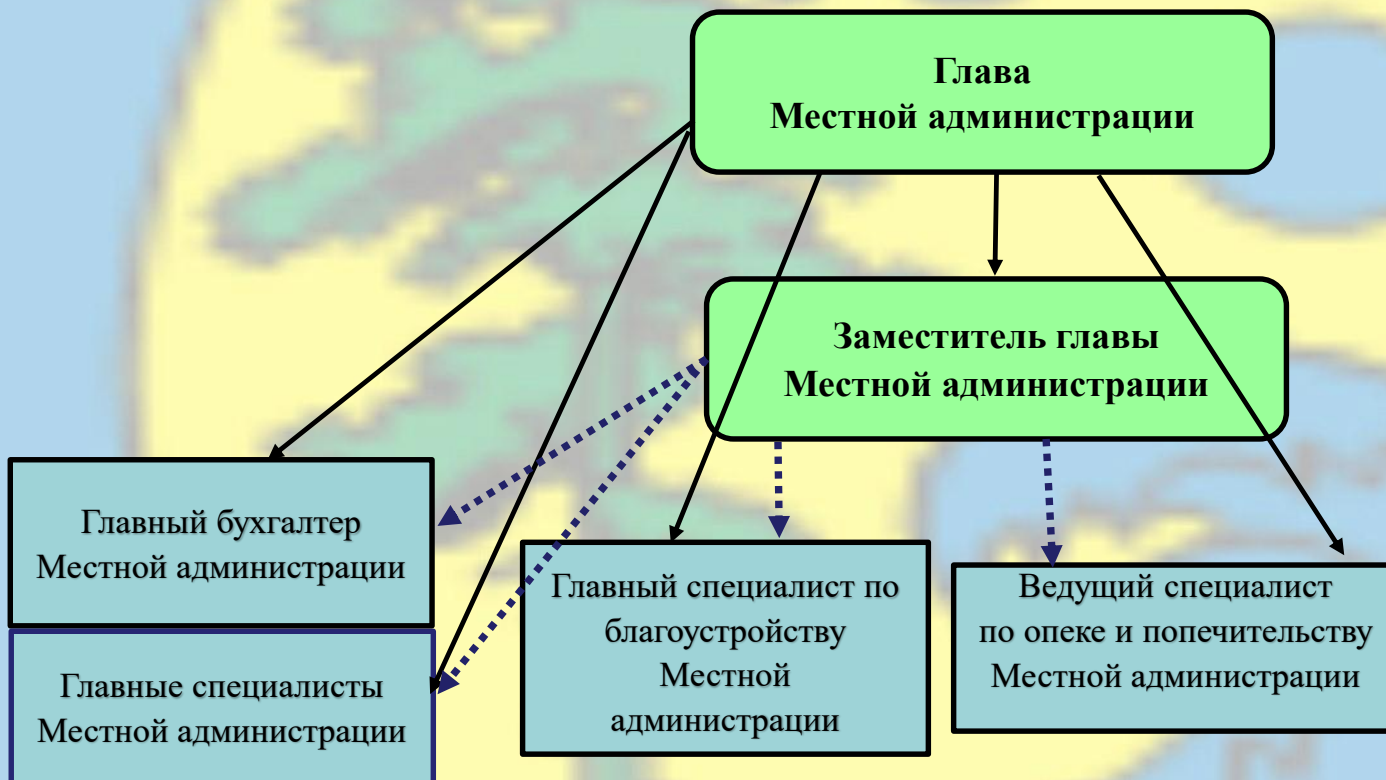 Глава
Местной администрации
Заместитель главы
Местной администрации
Главный бухгалтер
Местной администрации
Главные специалисты
Местной администрации
Главный специалист по
благоустройству
Местной
администрации
Ведущий специалист
по опеке и попечительству
Местной администрации